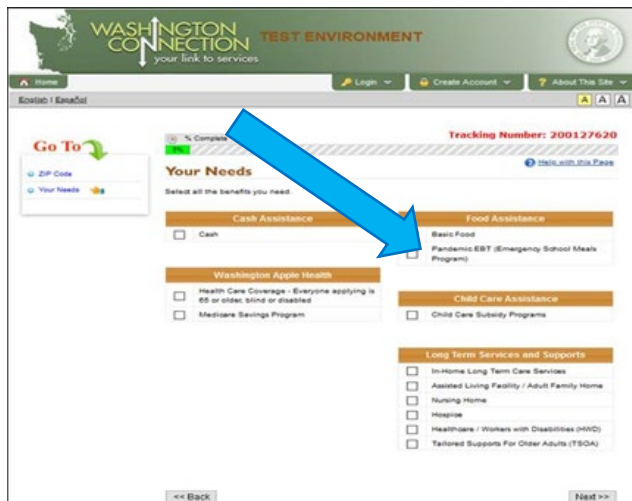 WASHINGTON
CONNECTION
your link to services
TEST ENVIRONMENT
Home
Login
Create Account
? About This Site
English | Español
A A A
Go To
ZIP Code
Your Needs
% Complete
Tracking Number: 200127620
Help with this Page
Your Needs
Select all the benefits you need.
Cash Assistance
Cash
Washington Apple Health
Health Care Coverage - Everyone applying is
65 or older, blind or disabled
Medicare Savings Program
Food Assistance
Basic Food
Pandemic EBT (Emergency School Meals
Program)
Child Care Assistance
Child Care Subsidy Programs
Long Term Services and Supports
In-Home Long Term Care Services
Assisted Living Facility / Adult Family Home
Nursing Home
Hospice
Healthcare / Workers with Disabilities (HWD)
Tailored Supports For Older Adults (TSOA)
<< Back
Next >>